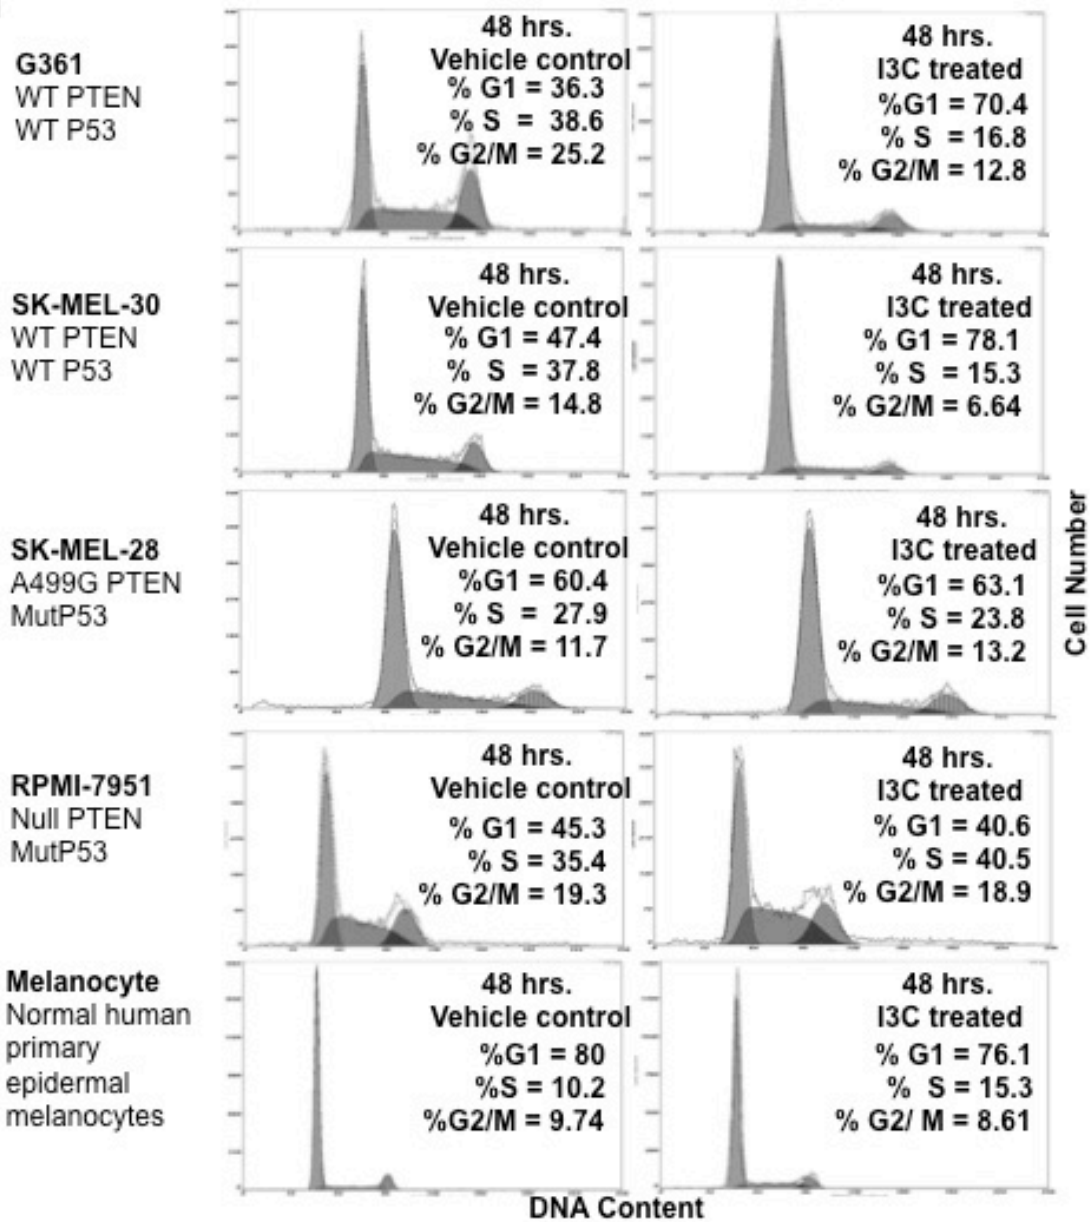 G361
WT PTEN
WT P53
48 hrs.
Vehicle control
% G1 = 36.3
% S = 38.6
% G2/M = 25.2
48 hrs.
I3C treated
%G1 = 70.4
% S = 16.8
% G2/M = 12.8
SK-MEL-30
WT PTEN
WT P53
48 hrs.
Vehicle control
% G1 = 47.4
% S = 37.8
% G2/M = 14.8
48 hrs.
I3C treated
% G1 = 78.1
% S = 15.3
% G2/M = 6.64
SK-MEL-28
A499G PTEN
MutP53
48 hrs.
Vehicle control
%G1 = 60.4
% S = 27.9
% G2/M = 11.7
48 hrs.
I3C treated
%G1 = 63.1
% S = 23.8
% G2/M = 13.2
RPMI-7951
Null PTEN
MutP53
48 hrs.
Vehicle control
% G1 = 45.3
% S = 35.4
% G2/M = 19.3
48 hrs.
I3C treated
% G1 = 40.6
% S = 40.5
% G2/M = 18.9
Melanocyte
Normal human
primary
epidermal
melanocytes
48 hrs.
Vehicle control
%G1 = 80
%S = 10.2
%G2/M = 9.74
48 hrs.
I3C treated
% G1 = 76.1
% S = 15.3
% G2/ M = 8.61
Cell Number
DNA Content